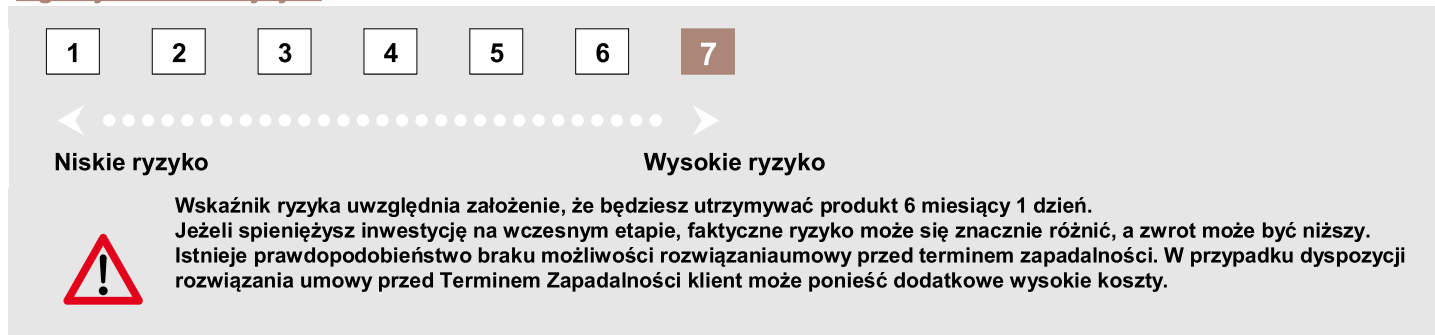 1 2 3 4 5 6 7
Niskie ryzyko Wysokie ryzyko
Wskaźnik ryzyka uwzględnia założenie, że będziesz utrzymywać produkt 6 miesiący 1 dzień.
Jeżeli spieniężysz inwestycję na wczesnym etapie, faktyczne ryzyko może się znacznie różnić, a zwrot może być niższy.
Istnieje prawdopodobieństwo braku możliwości rozwiązaniaumowy przed terminem zapadalności. W przypadku dyspozycji
rozwiązania umowy przed Terminem Zapadalności klient może ponieść dodatkowe wysokie koszty.